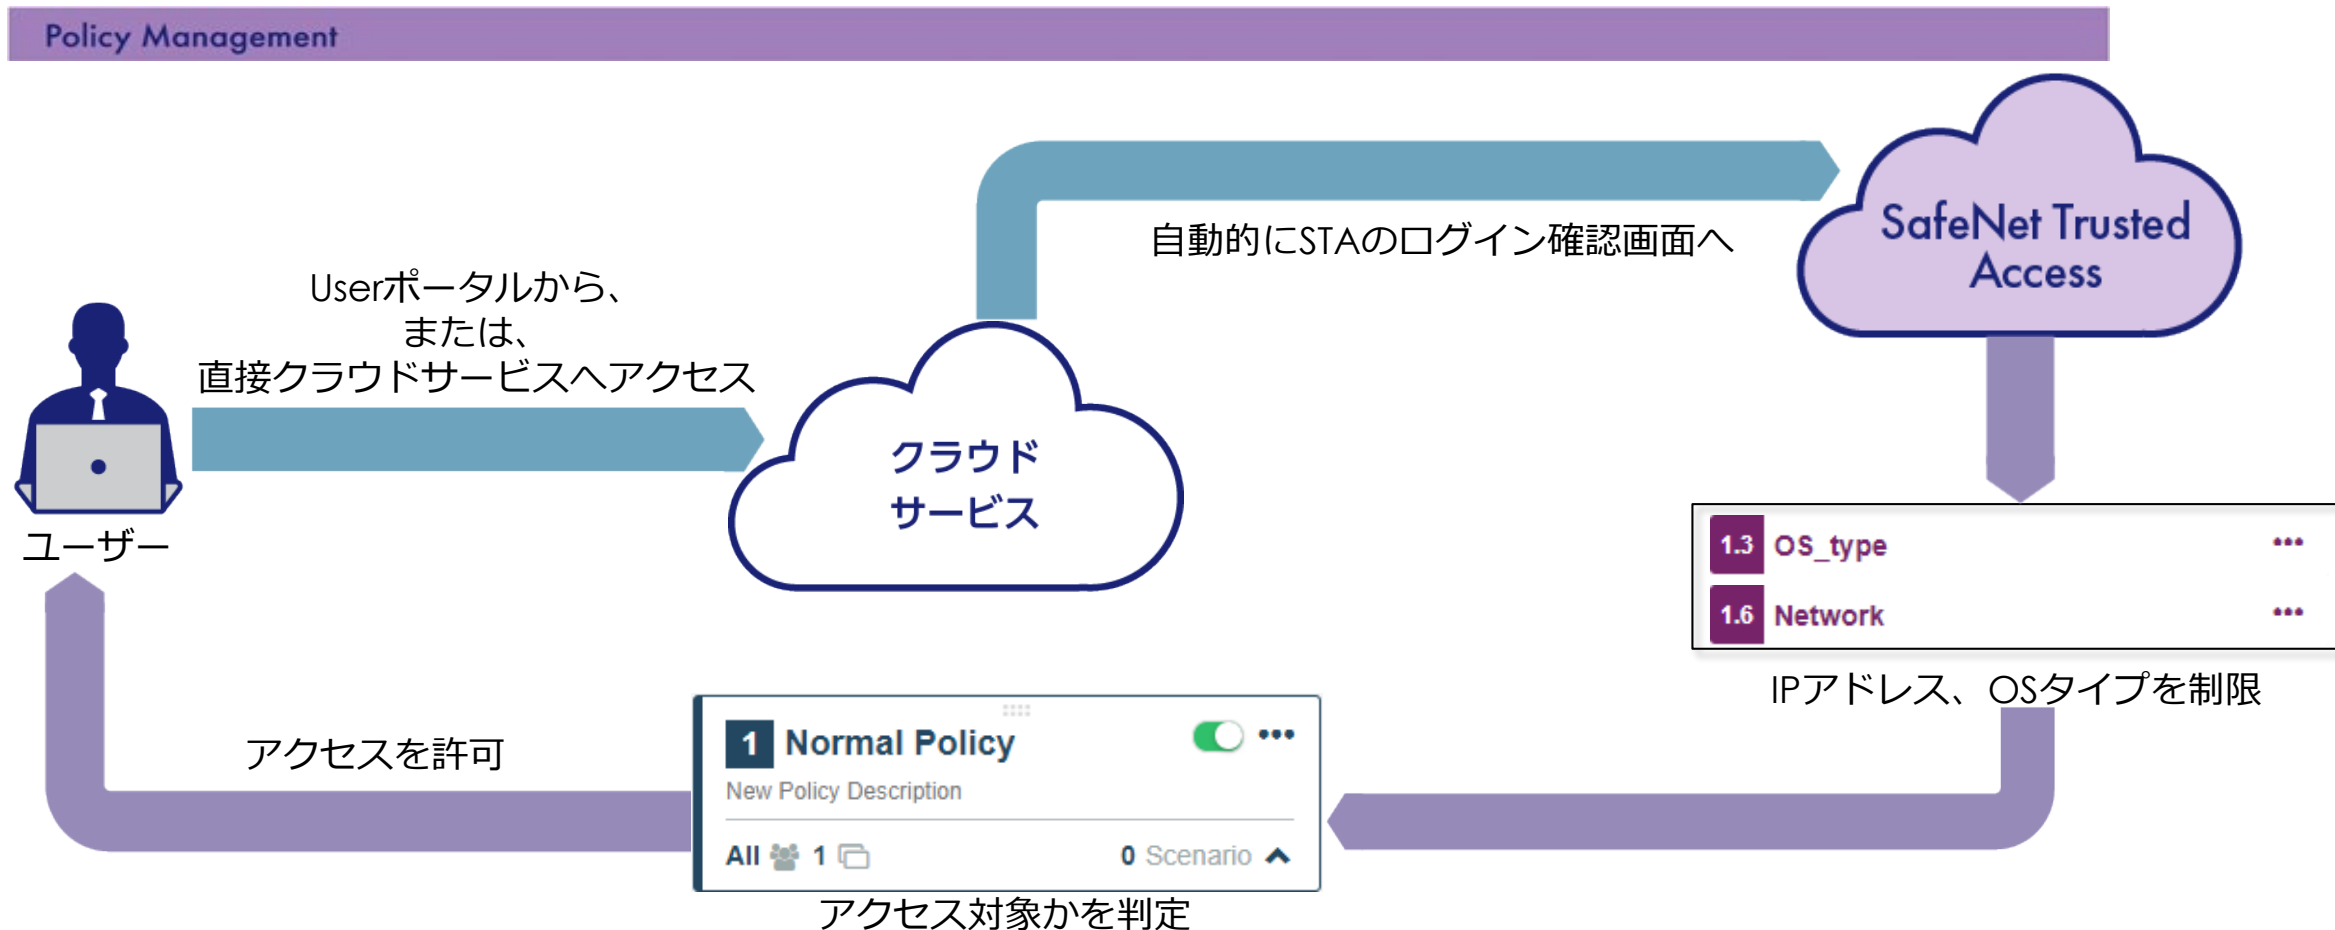 Policy Management
SafeNet Trusted
Access
自動的にSTAのログイン確認画面へ
Userポータルから、
または、
直接クラウドサービスへアクセス
クラウド
サービス
ユーザー
1.3 OS_type •••
1.6 Network •••
IPアドレス、OSタイプを制限
1 Normal Policy •••
New Policy Description
All 1 0 Scenario
アクセスを許可
アクセス対象かを判定